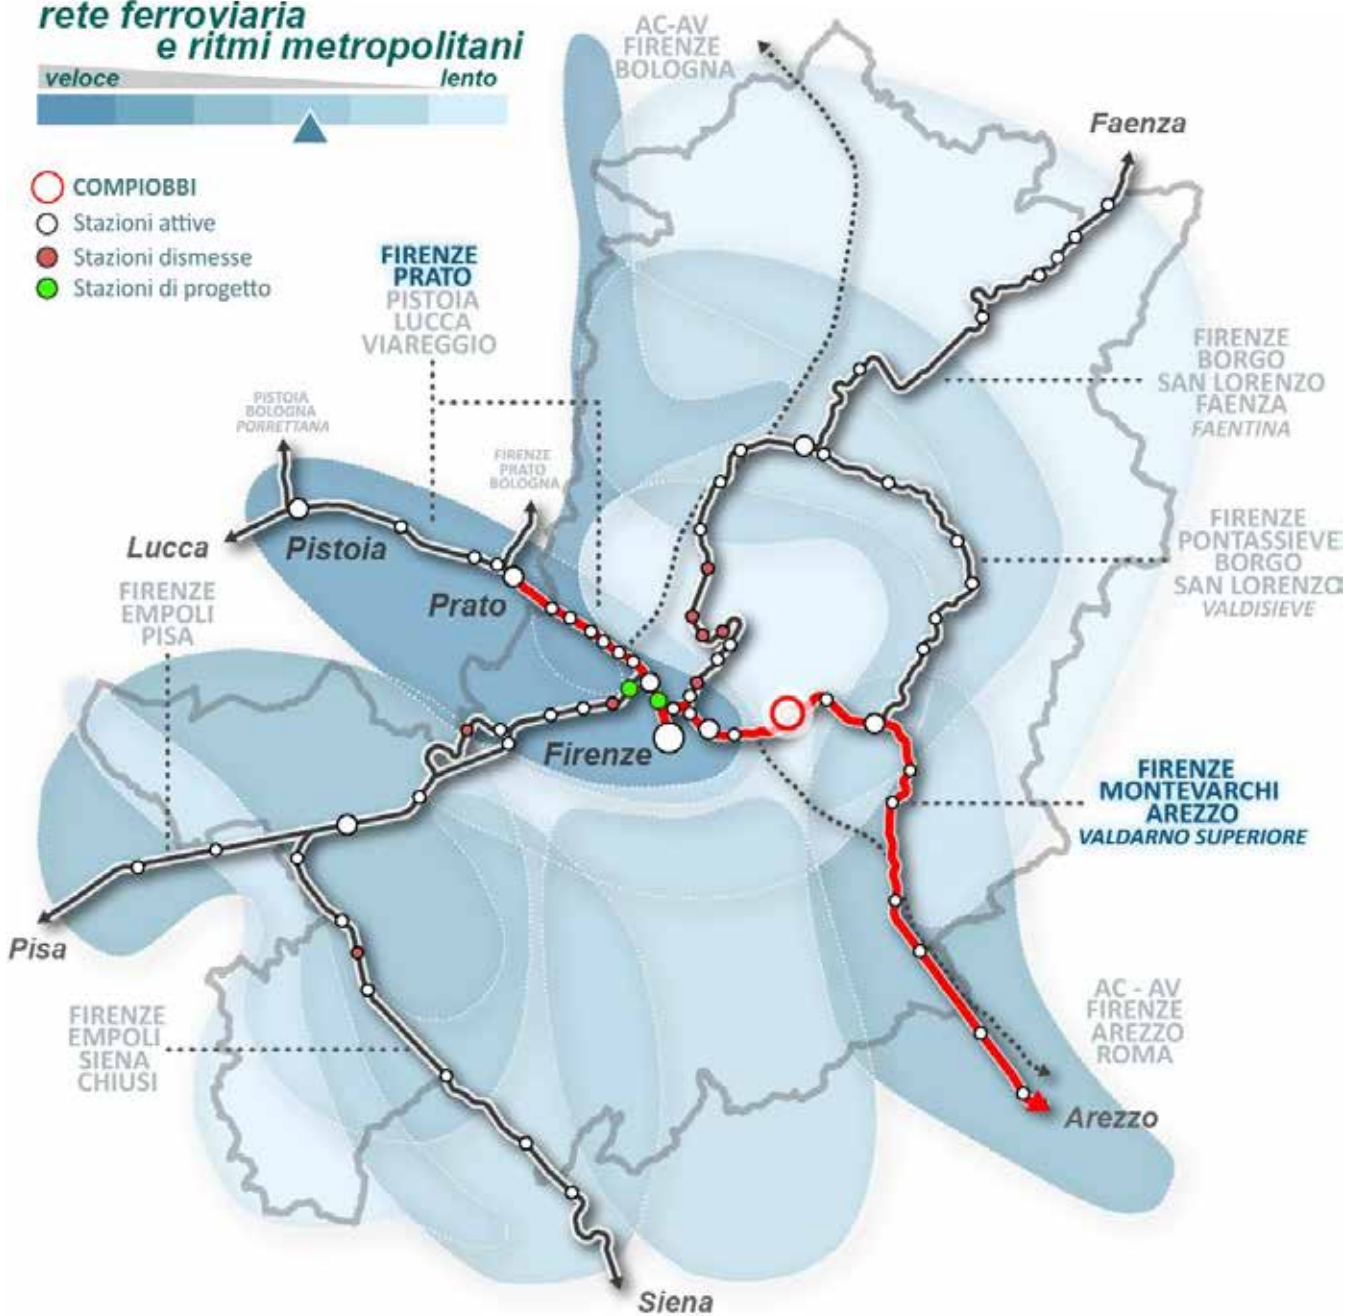 rete ferroviaria
e ritmi metropolitani
veloce lento
COMPIOBBI
Stazioni attive
Stazioni dismesse
Stazioni di progetto
AC-AV
FIRENZE
BOLOGNA
Faenza
FIRENZE
PRATO
PISTOIA
LUCCA
VIAREGGIO
FIRENZE
BORGO
SAN LORENZO
FAENZA
FAENTINA
PISTOIA
BOLOGNA
PORRETTANA
FIRENZE
PRATO
BOLOGNA
Lucca
Pistoia
Prato
FIRENZE
PONTASSIEVE
BORGO
SAN LORENZO
VALDISIEVE
FIRENZE
EMPOLI
PISA
Firenze
FIRENZE
MONTEVARCHI
AREZZO
VALDARNO SUPERIORE
Pisa
FIRENZE
EMPOLI
SIENA
CHIUSI
AC - AV
FIRENZE
AREZZO
ROMA
Arezzo
Siena